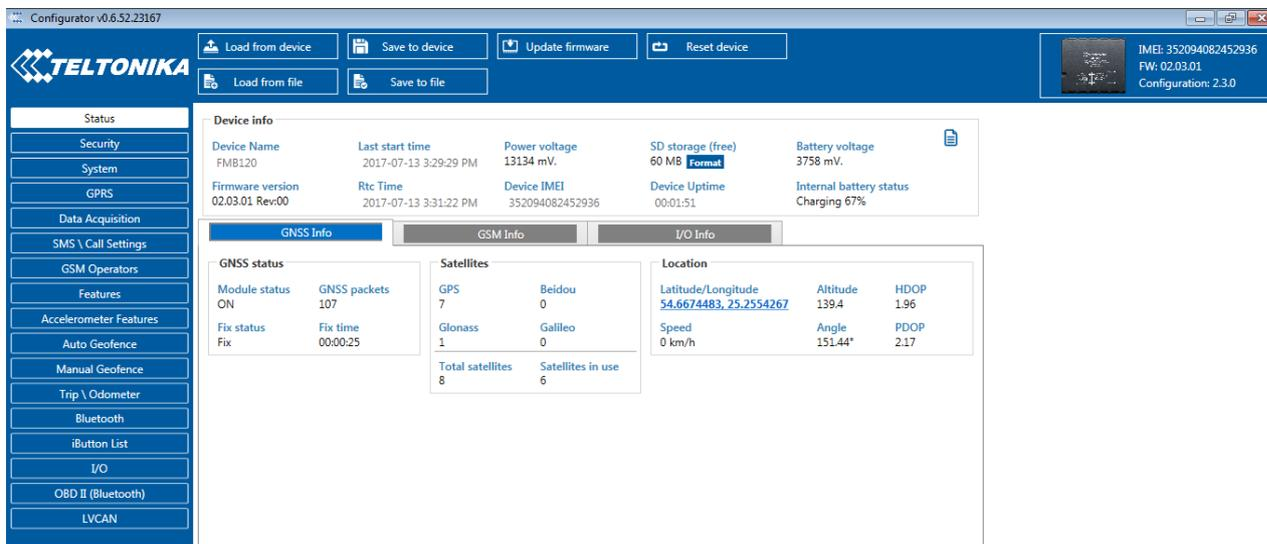 Configurator v0.6.52.23167
TELTONIKA
Load from device
Save to device
Update firmware
Reset device
Load from file
Save to file
IMEI: 352094082452936
FW: 02.03.01
Configuration: 2.3.0
Status
Security
System
GPRS
Data Acquisition
SMS \ Call Settings
GSM Operators
Features
Accelerometer Features
Auto Geofence
Manual Geofence
Trip \ Odometer
Bluetooth
iButton List
I/O
OBD II (Bluetooth)
LVCAN
Device info
Device Name Last start time Power voltage SD storage (free) Battery voltage
FMB120 2017-07-13 3:29:29 PM 13134 mV. 60 MB Format 3758 mV.
Firmware version Rtc Time Device IMEI Device Uptime Internal battery status
02.03.01 Rev:00 2017-07-13 3:31:22 PM 352094082452936 00:01:51 Charging 67%
GNSS Info GSM Info I/O Info
GNSS status
Module status GNSS packets
ON 107
Fix status Fix time
Fix 00:00:25
Satellites
GPS Beidou
7 0
Glonass Galileo
1 0
Total satellites Satellites in use
8 6
Location
Latitude/Longitude Altitude HDOP
54.6674483, 25.2554267 139.4 1.96
Speed Angle PDOP
0 km/h 151.44° 2.17